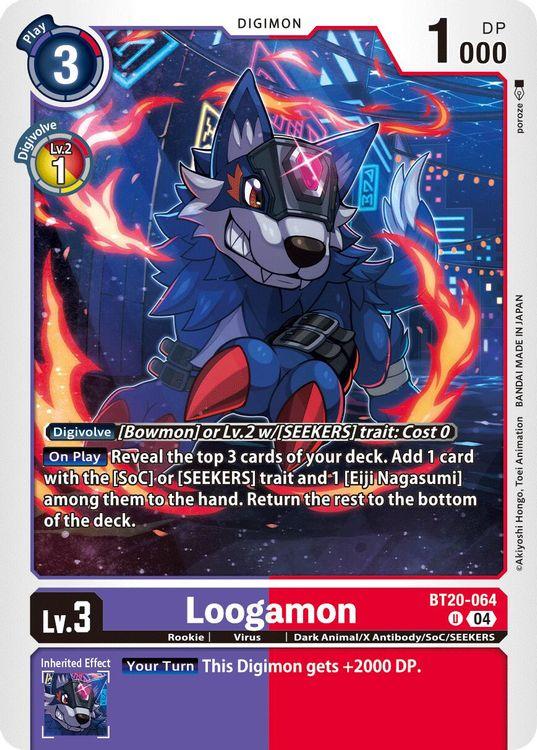 DIGIMON
Play
3
1000
DP
poroze
Digivolve
Lv.2
1
Digivolve [Bowmon] or Lv.2 w/[SEEKERS] trait: Cost 0
On Play Reveal the top 3 cards of your deck. Add 1 card
with the [SoC] or [SEEKERS] trait and 1 [Eiji Nagasumi]
among them to the hand. Return the rest to the bottom
of the deck.
©Akiyoshi Hongo, Toei Animation BANDAI MADE IN JAPAN
Lv.3
Loogamon
BT20-064
U 04
Rookie | Virus | Dark Animal/X Antibody/SoC/SEEKERS
Inherited Effect
Your Turn This Digimon gets +2000 DP.